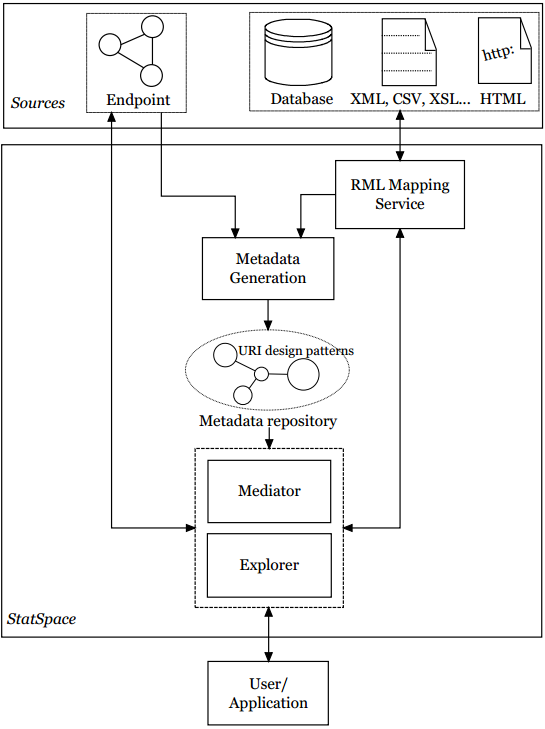 http:
Endpoint
Database
XML, CSV, XSL...
HTML
Sources
RML Mapping
Service
Metadata
Generation
URI design patterns
Metadata repository
Mediator
Explorer
StatSpace
User/
Application